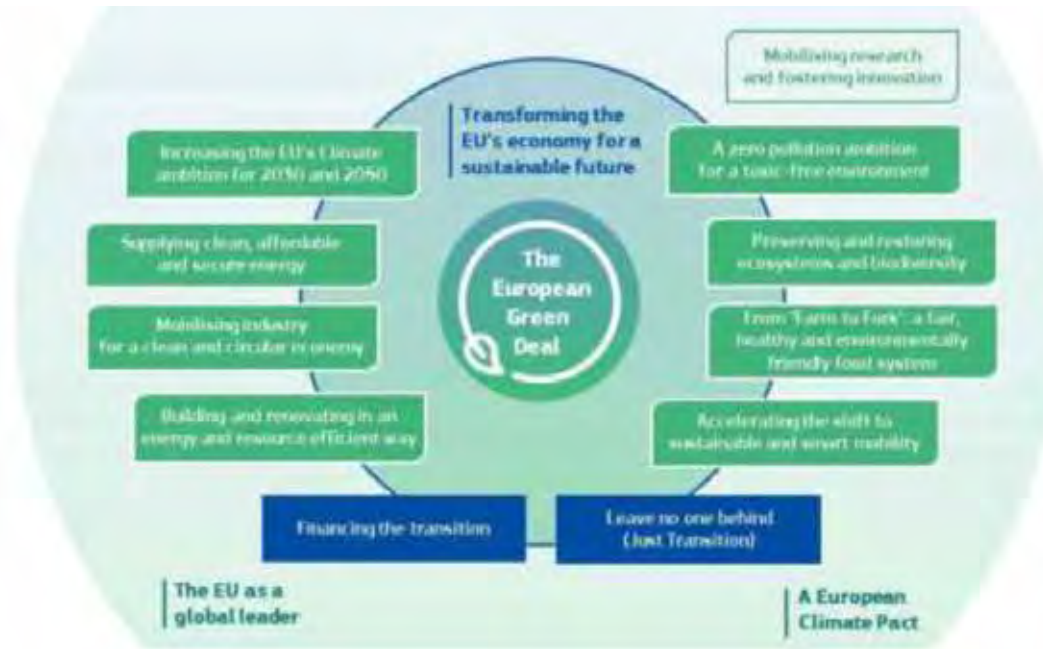 Mobilising research
and fostering innovation
Transforming the
EU's economy for a
sustainable future
Increasing the EU's Climate
ambition for 2030 and 2050
A zero pollution ambition
for a toxic-free environment
Supplying clean, affordable
and secure energy
Preserving and restoring
ecosystems and biodiversity
The
European
Green
Deal
Mobilising industry
for a clean and circular economy
From 'Farm to Fork': a fair,
healthy and environmentally
friendly food system
Building and renovating in an
energy and resource efficient way
Accelerating the shift to
sustainable and smart mobility
Financing the transition
Leave no one behind
(Just Transition)
The EU as a
global leader
A European
Climate Pact